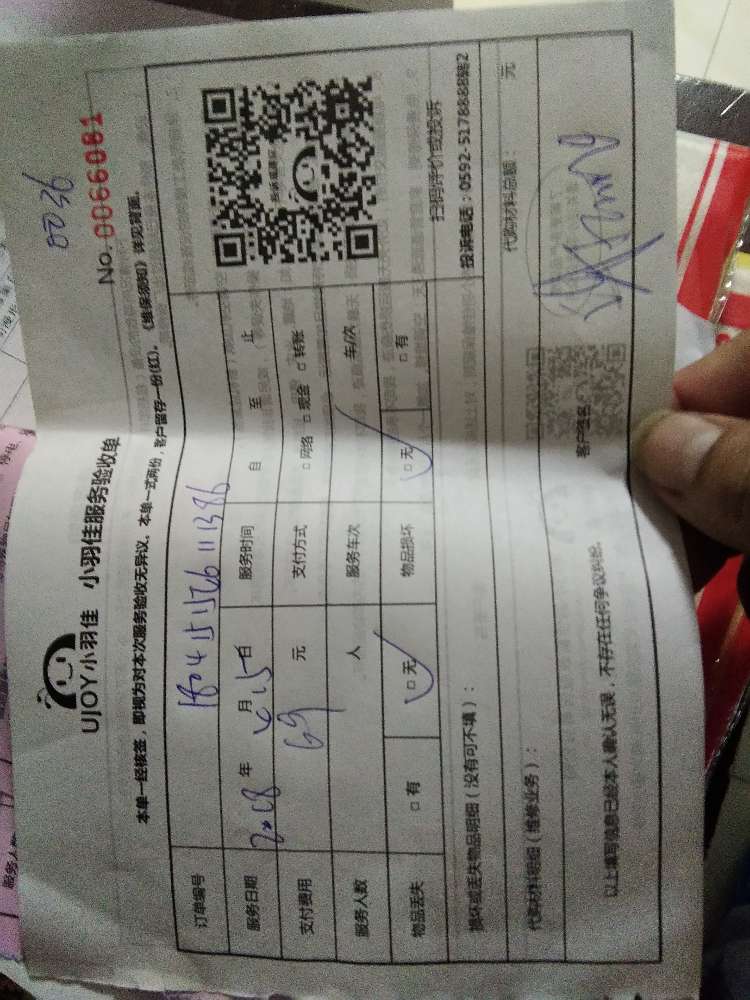 0036
No. 0066081
UJOY小羽佳 小羽佳服务验收单
本单一经核签，即视为对本次服务验收无异议。本单一式两份，客户留存一份(红)。《维保须知》详见背面。
订单编号 180415152611386
服务日期 2018 年 4 月 15 日 服务时间 自 至 止
支付费用 69 元 支付方式 □ 网络 □ 现金 □ 转账
服务人数 人 服务车次 车/次
物品丢失 □ 有 □ 无 物品损坏 □ 无 □ 有
扫码评价或投诉
投诉电话：0592-5178888转2
损坏或丢失物品明细（没有可不填）：
代购材料明细（维修业务）： 代购材料总额： 元
以上填写信息已经本人确认无误，不存在任何争议纠纷。 客户签名